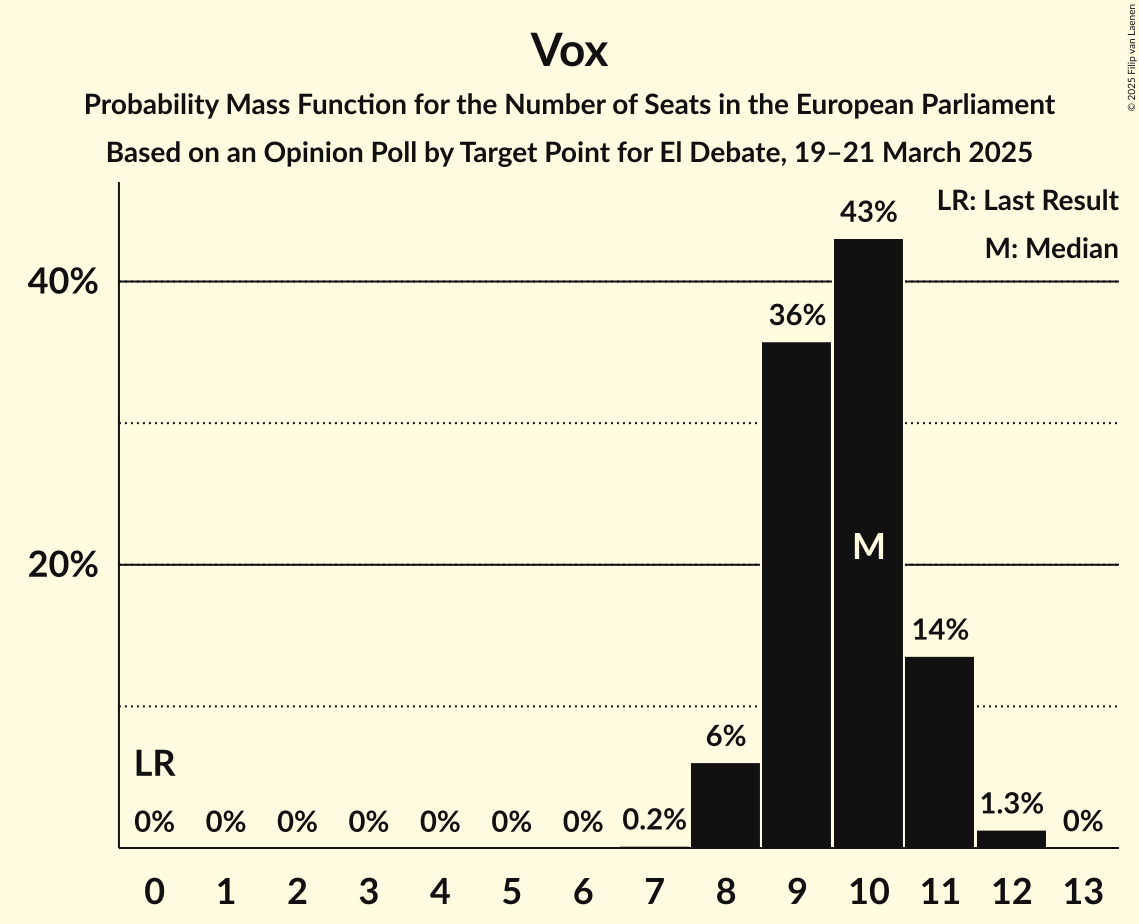 Vox
Probability Mass Function for the Number of Seats in the European Parliament
Based on an Opinion Poll by Target Point for El Debate, 19–21 March 2025
© 2025 Filip van Laenen
LR: Last Result
M: Median
43%
40%
36%
M
20%
14%
6%
LR
0% 0% 0% 0% 0% 0% 0% 0.2% 1.3% 0%
0 1 2 3 4 5 6 7 8 9 10 11 12 13